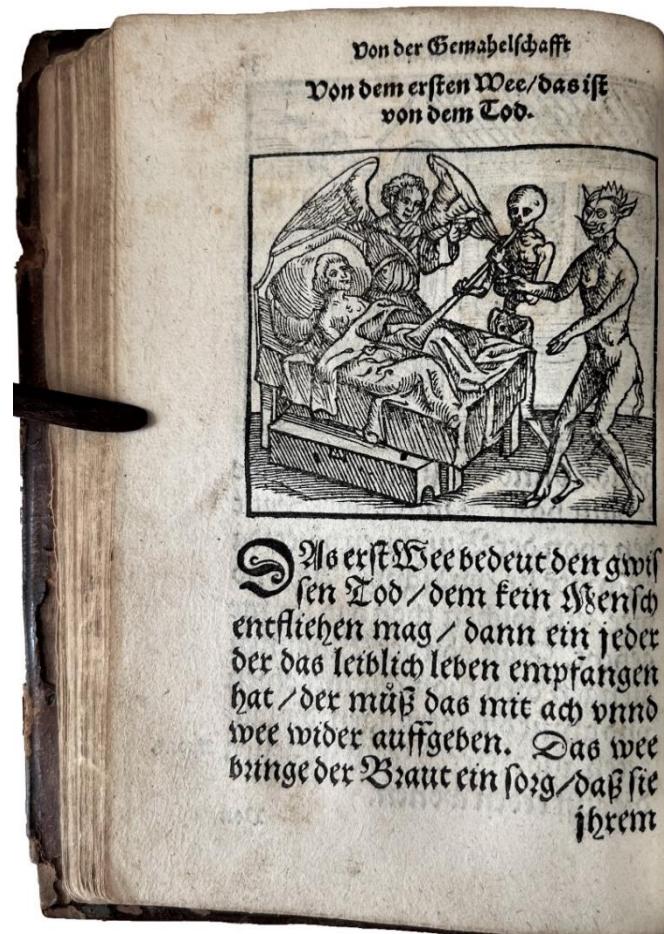 Von der Gemahelschafft
Von dem ersten Wee/das ist
von dem Tod.
DAs erst Wee bedeut den gwis
sen Tod/dem kein Mensch
entfliehen mag/dann ein jeder
der das leiblich leben empfangen
hat/der můß das mit ach vnnd
wee wider auffgeben. Das wee
bringe der Braut ein sorg/daß sie
jhrem